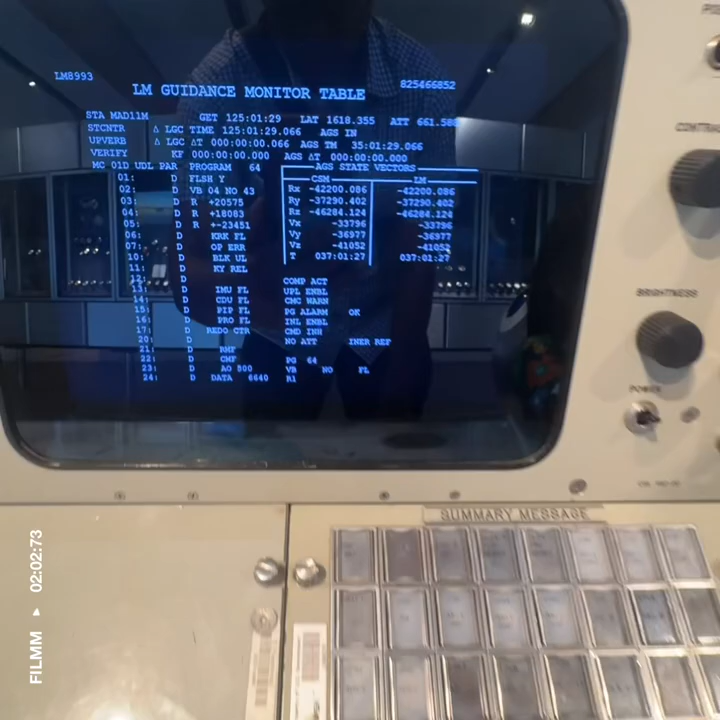 LM8993
825466852
LM GUIDANCE MONITOR TABLE
STA MAD11M GET 125:01:29 LAT 1618.355 ATT 661.580
STCNTR Δ LGC TIME 125:01:29.066 AGS IN
UPVERB Δ LGC ΔT 000:00:00.066 AGS TM 35:01:29.066
VERIFY KF 000:00:00.000 AGS ΔT 000:00:00.000
MC 01D UDL PAR PROGRAM 64 AGS STATE VECTORS
CSM LM
01: D FLSH Y
02: D VB 04 NO 43
03: D R +20575
04: D R +18083
05: D R +-23451
06: KRK FL
07: D OP ERR
10: D BLK UL
11: D KY REL
12: D
13: D IMU FL
14: D CDU FL
15: D PIP FL
16: D PRO FL
17: D REDO CTR
20: D
21: D RMF
22: D CMF
23: D AO 800
24: D DATA 6640
Rx -42200.086 -42200.086
Ry -37290.402 -37290.402
Rz -46284.124 -46284.124
Vx -33796 -33796
Vy -36977 -36977
Vz -41052 -41052
T 037:01:27 037:01:27
COMP ACT
UPL ENBL
CMC WARN
PG ALARM OK
INL ENBL
CMD INH
NO ATT INER REF
PG 64
VB NO FL
R1
CONTRAST
BRIGHTNESS
POWER
SUMMARY MESSAGE
FILMM ▶ 02:02:73